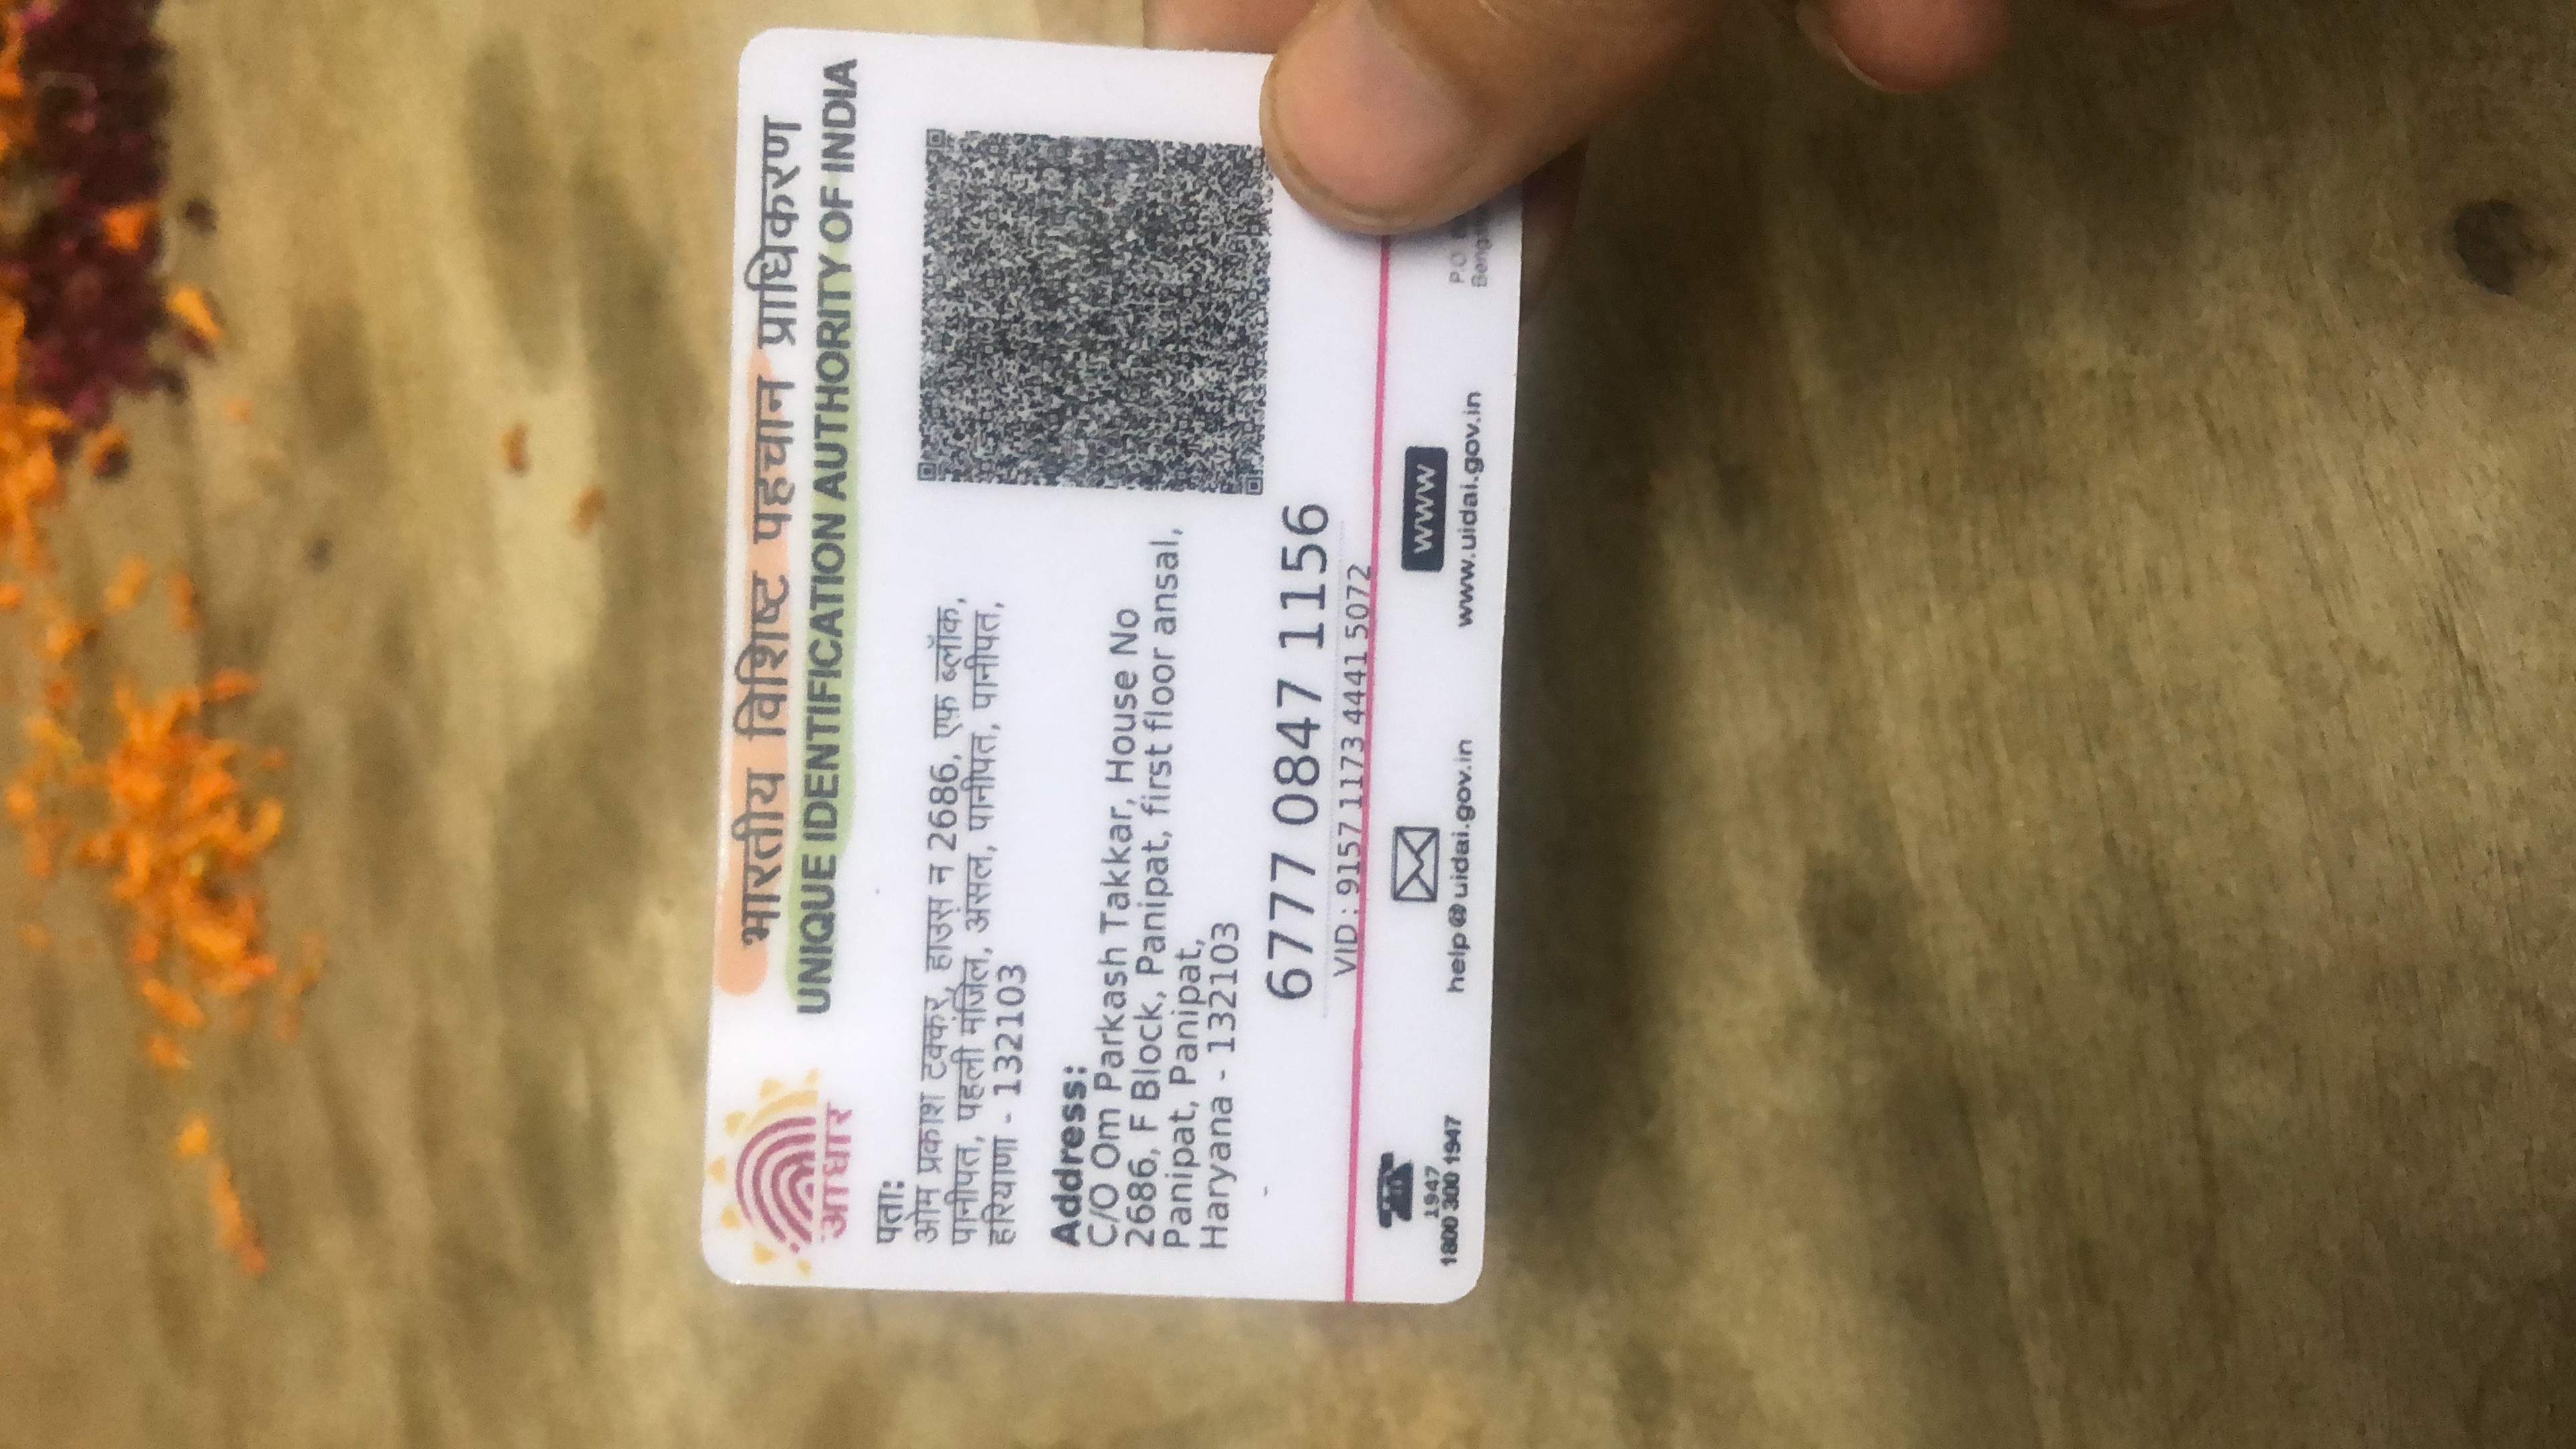 भारतीय विशिष्ट पहचान प्राधिकरण
UNIQUE IDENTIFICATION AUTHORITY OF INDIA
आधार
पता:
ओम प्रकाश टक्कर, हाउस न 2686, एफ़ ब्लॉक,
पानीपत, पहली मंजिल, अंसल, पानीपत, पानीपत,
हरियाणा - 132103
Address:
C/O Om Parkash Takkar, House No
2686, F Block, Panipat, first floor ansal,
Panipat, Panipat,
Haryana - 132103
6777 0847 1156
VID : 9157 1173 4441 5072
1947
1800 300 1947
help@uidai.gov.in
www
www.uidai.gov.in
P.O.